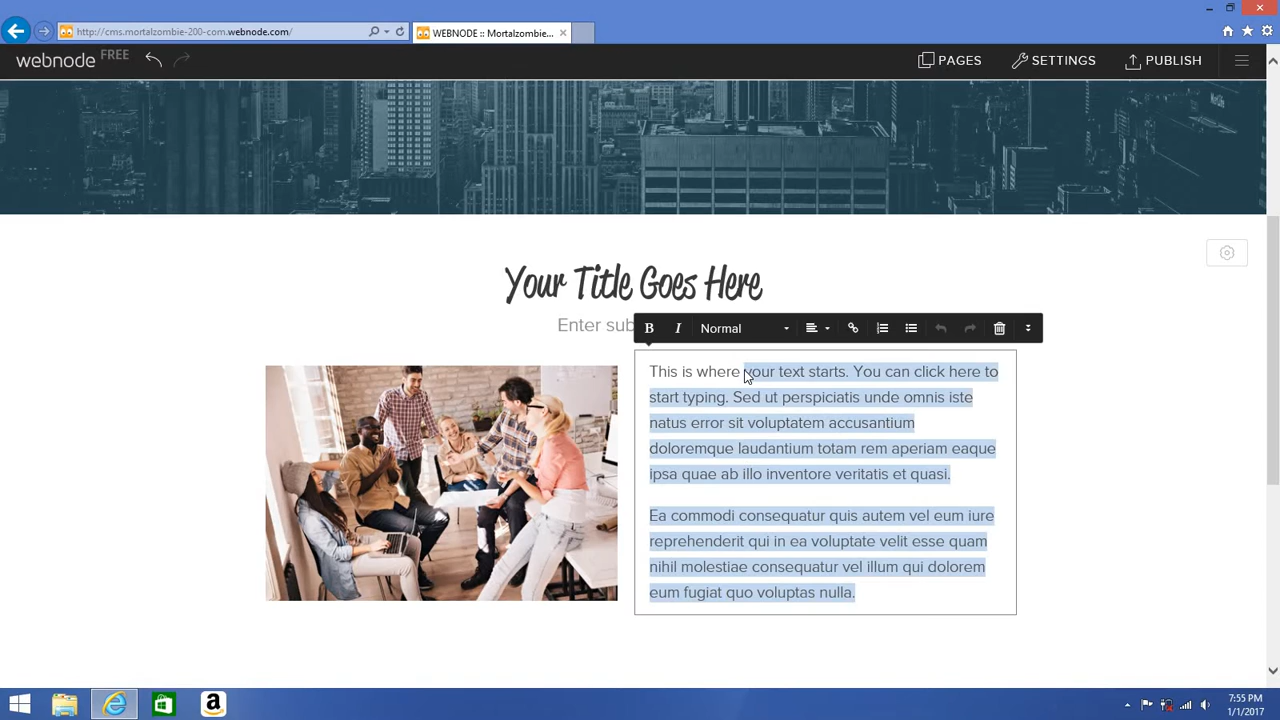 http://cms.mortalzombie-200-com.webnode.com/
WEBNODE :: Mortalzombie...
webnode FREE
PAGES
SETTINGS
PUBLISH
Your Title Goes Here
Enter sub
B I Normal
This is where your text starts. You can click here to
start typing. Sed ut perspiciatis unde omnis iste
natus error sit voluptatem accusantium
doloremque laudantium totam rem aperiam eaque
ipsa quae ab illo inventore veritatis et quasi.
Ea commodi consequatur quis autem vel eum iure
reprehenderit qui in ea voluptate velit esse quam
nihil molestiae consequatur vel illum qui dolorem
eum fugiat quo voluptas nulla.
7:55 PM
1/1/2017